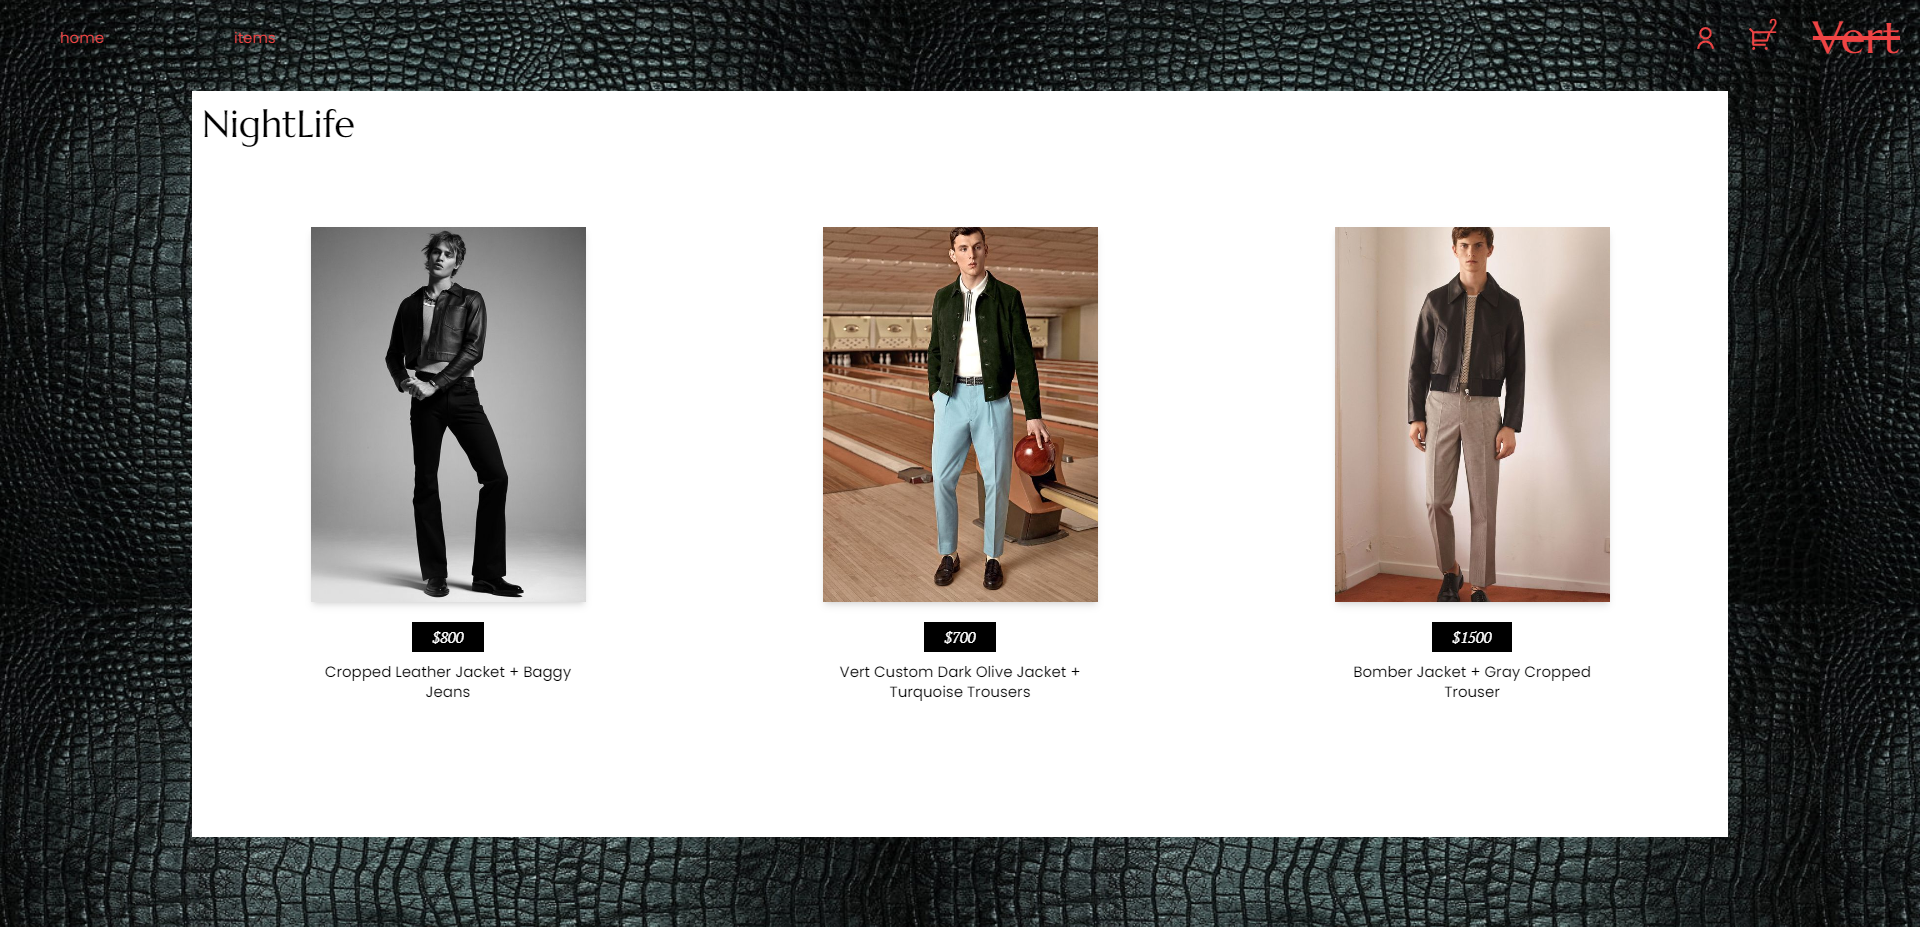 home
items
2
Vert
NightLife
$800
Cropped Leather Jacket + Baggy
Jeans
$700
Vert Custom Dark Olive Jacket +
Turquoise Trousers
$1500
Bomber Jacket + Gray Cropped
Trouser